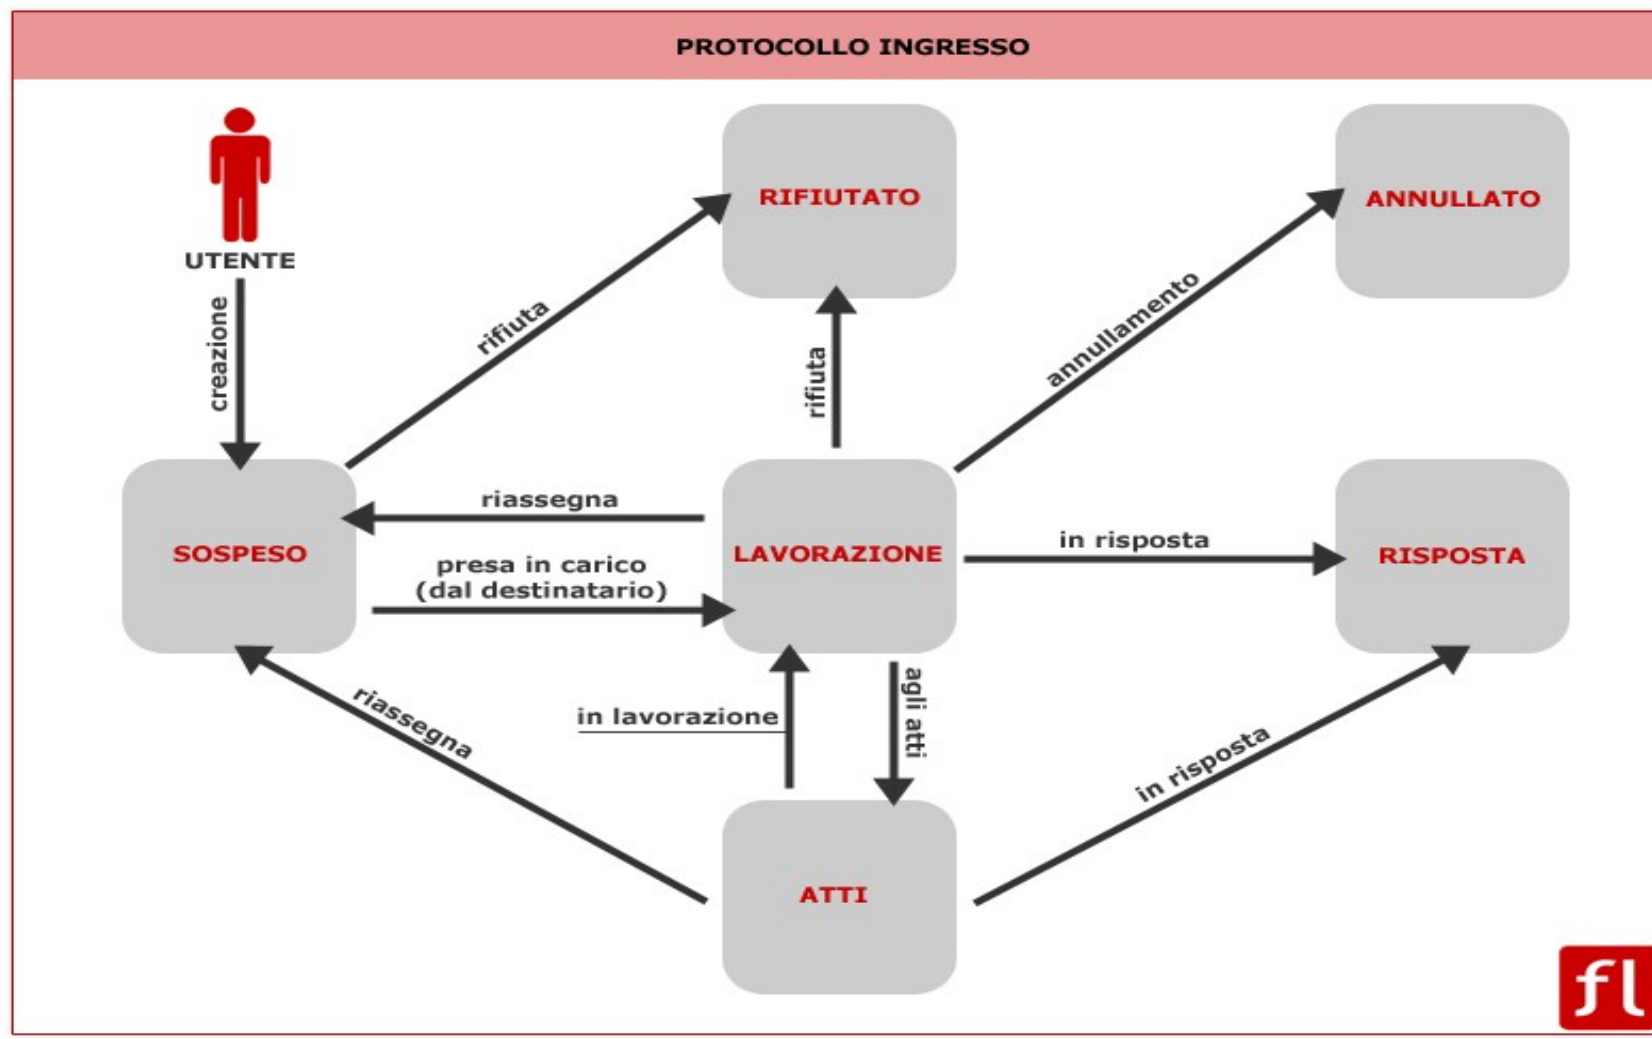 PROTOCOLLO INGRESSO
UTENTE
RIFIUTATO
ANNULLATO
creazione
rifiuta
rifiuta
annullamento
SOSPESO
riassegna
presa in carico
(dal destinatario)
LAVORAZIONE
in risposta
RISPOSTA
riassegna
in lavorazione
agli atti
in risposta
ATTI
fl